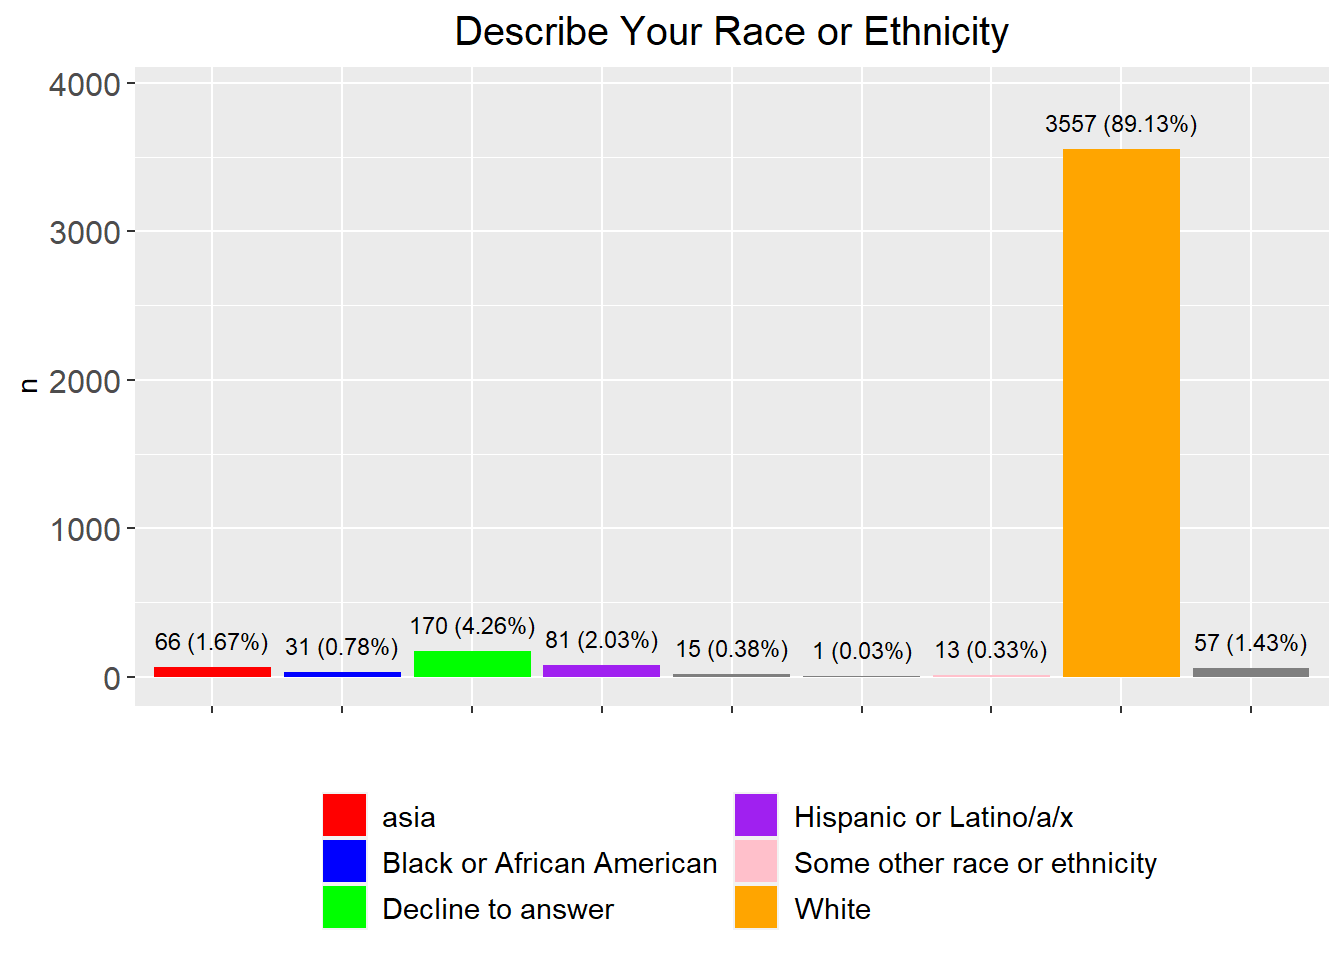 Describe Your Race or Ethnicity
4000
3000
2000
1000
0
n
66 (1.67%)
31 (0.78%)
170 (4.26%)
81 (2.03%)
15 (0.38%)
1 (0.03%)
13 (0.33%)
3557 (89.13%)
57 (1.43%)
asia
Black or African American
Decline to answer
Hispanic or Latino/a/x
Some other race or ethnicity
White